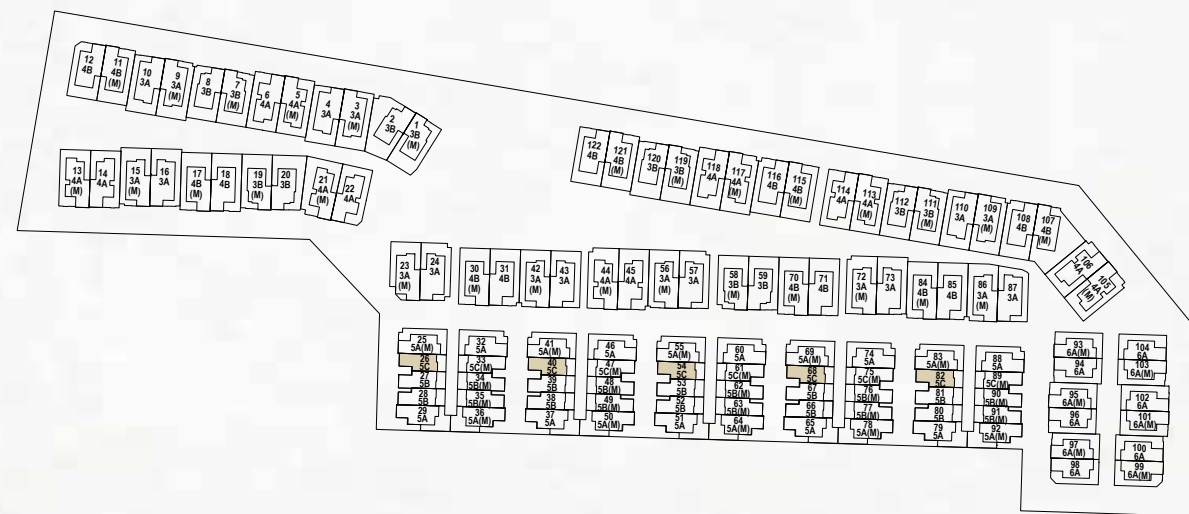 12
4B
11
4B
(M)
10
3A
9
3A
(M)
8
3B
7
3B
(M)
6
4A
5
4A
(M)
4
3A
3
3A
(M)
2
3B
1
3B
(M)
13
4A
(M)
14
4A
15
3A
(M)
16
3A
17
4B
(M)
18
4B
19
3B
(M)
20
3B
21
4A
(M)
22
4A
122
4B
121
4B
(M)
120
3B
119
3B
(M)
118
4A
117
4A
(M)
116
4B
115
4B
(M)
114
4A
113
4A
(M)
112
3B
111
3B
(M)
110
3A
109
3A
(M)
108
4B
107
4B
(M)
106
4A
105
4A
(M)
23
3A
(M)
24
3A
30
4B
(M)
31
4B
42
3A
(M)
43
3A
44
4A
(M)
45
4A
56
3A
(M)
57
3A
58
3B
(M)
59
3B
70
4B
(M)
71
4B
72
3A
(M)
73
3A
84
4B
(M)
85
4B
86
3A
(M)
87
3A
25
5A(M)
26
5C
27
5B
28
5B
29
5A
32
5A
33
5C(M)
34
5B(M)
35
5B(M)
36
5A(M)
41
5A(M)
40
5C
39
5B
38
5B
37
5A
46
5A
47
5C(M)
48
5B(M)
49
5B(M)
50
5A(M)
55
5A(M)
54
5C
53
5B
52
5B
51
5A
60
5A
61
5C(M)
62
5B(M)
63
5B(M)
64
5A(M)
69
5A(M)
68
5C
67
5B
66
5B
65
5A
74
5A
75
5C(M)
76
5B(M)
77
5B(M)
78
5A(M)
83
5A(M)
82
5C
81
5B
80
5B
79
5A
88
5A
89
5C(M)
90
5B(M)
91
5B(M)
92
5A(M)
93
6A(M)
94
6A
95
6A(M)
96
6A
97
6A(M)
98
6A
104
6A
103
6A(M)
102
6A
101
6A(M)
100
6A
99
6A(M)